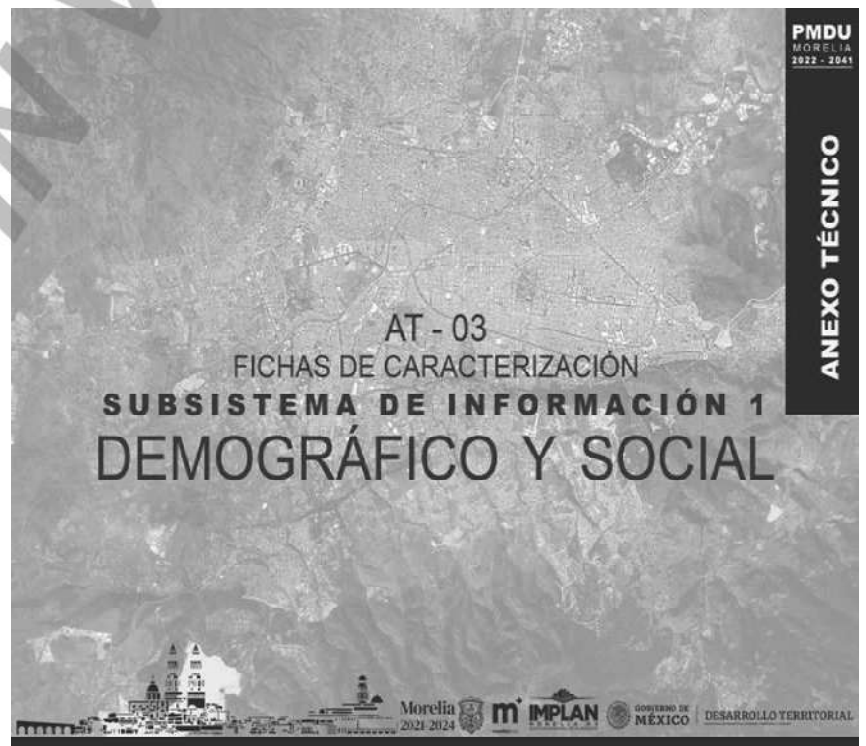 PMDU
MORELIA
2022 - 2041
ANEXO TÉCNICO
AT - 03
FICHAS DE CARACTERIZACIÓN
SUBSISTEMA DE INFORMACIÓN 1
DEMOGRÁFICO Y SOCIAL
Morelia
2021-2024
m+
IMPLAN
GOBIERNO DE
MÉXICO
DESARROLLO TERRITORIAL